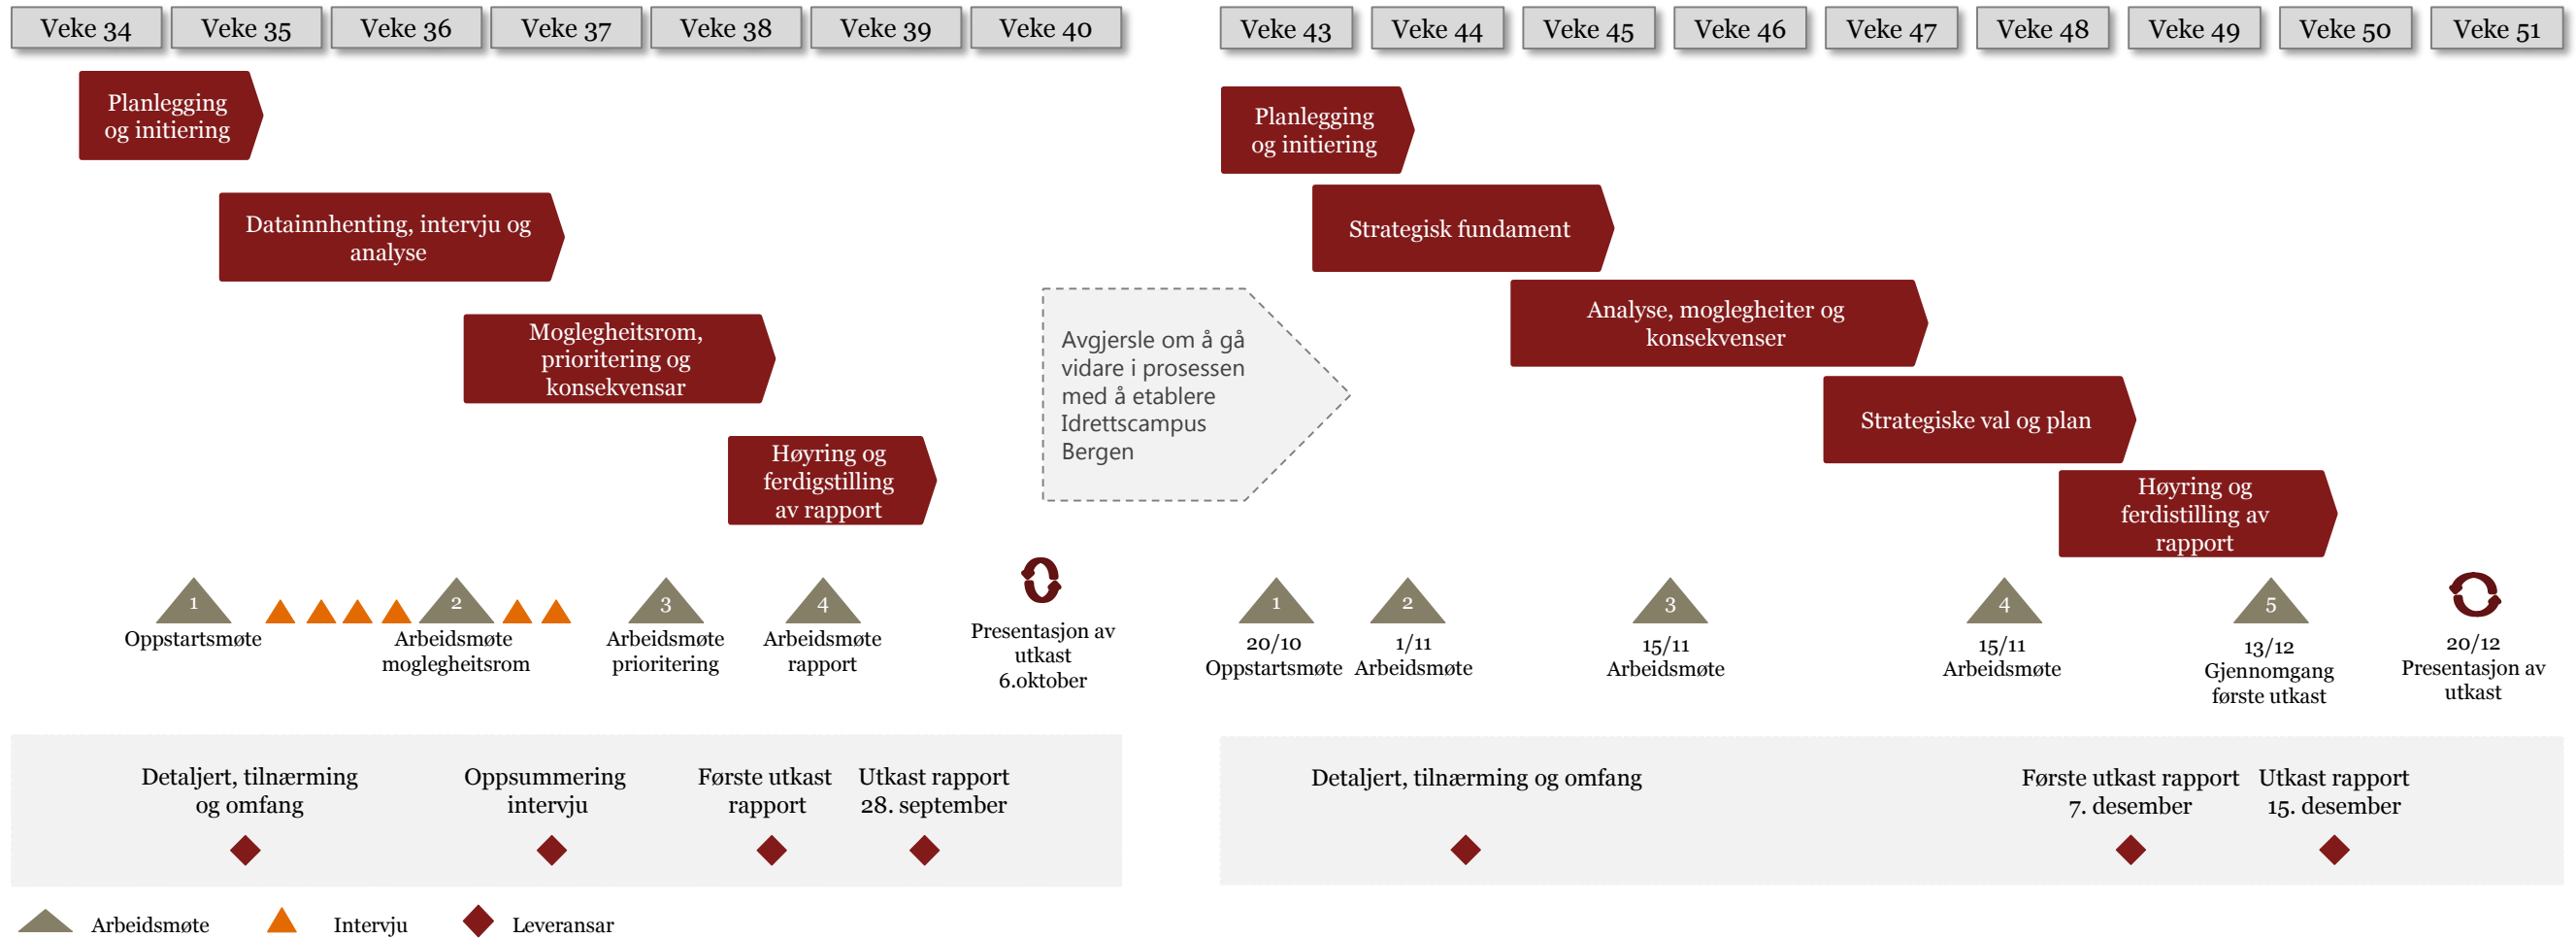 Veke 34
Veke 35
Veke 36
Veke 37
Veke 38
Veke 39
Veke 40
Planlegging
og initiering
Datainnhenting, intervju og
analyse
Moglegheitsrom,
prioritering og
konsekvensar
Høyring og
ferdigstilling
av rapport
1
Oppstartsmøte
2
Arbeidsmøte
moglegheitsrom
3
Arbeidsmøte
prioritering
4
Arbeidsmøte
rapport
Presentasjon av
utkast
6.oktober
Detaljert, tilnærming
og omfang
Oppsummering
intervju
Første utkast
rapport
Utkast rapport
28. september
Avgjersle om å gå
vidare i prosessen
med å etablere
Idrettscampus
Bergen
Veke 43
Veke 44
Veke 45
Veke 46
Veke 47
Veke 48
Veke 49
Veke 50
Veke 51
Planlegging
og initiering
Strategisk fundament
Analyse, moglegheiter og
konsekvenser
Strategiske val og plan
Høyring og
ferdistilling av
rapport
1
20/10
Oppstartsmøte
2
1/11
Arbeidsmøte
3
15/11
Arbeidsmøte
4
15/11
Arbeidsmøte
5
13/12
Gjennomgang
første utkast
20/12
Presentasjon av
utkast
Detaljert, tilnærming og omfang
Første utkast rapport
7. desember
Utkast rapport
15. desember
Arbeidsmøte
Intervju
Leveransar